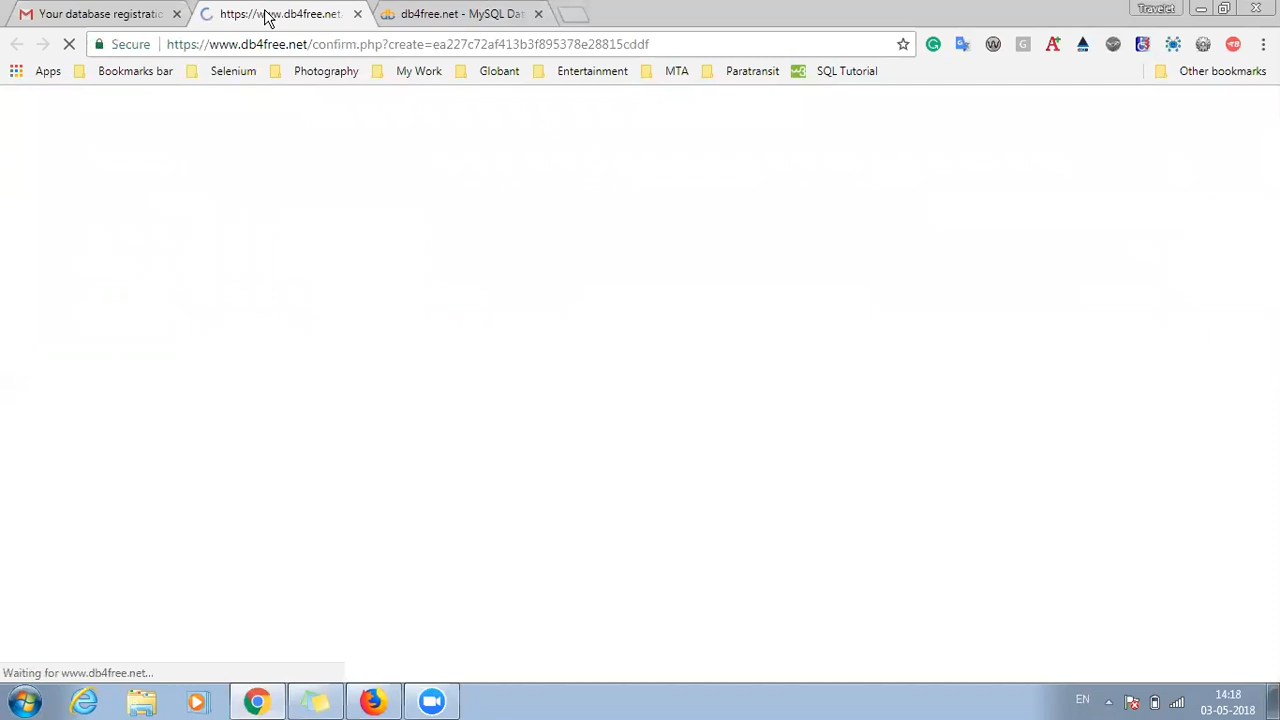 Your database registratic
https://www.db4free.net
db4free.net - MySQL Dat
Travelet
Secure
https://www.db4free.net/confirm.php?create=ea227c72af413b3f895378e28815cddf
Apps
Bookmarks bar
Selenium
Photography
My Work
Globant
Entertainment
MTA
Paratransit
SQL Tutorial
Other bookmarks
Waiting for www.db4free.net...
EN
14:18
03-05-2018